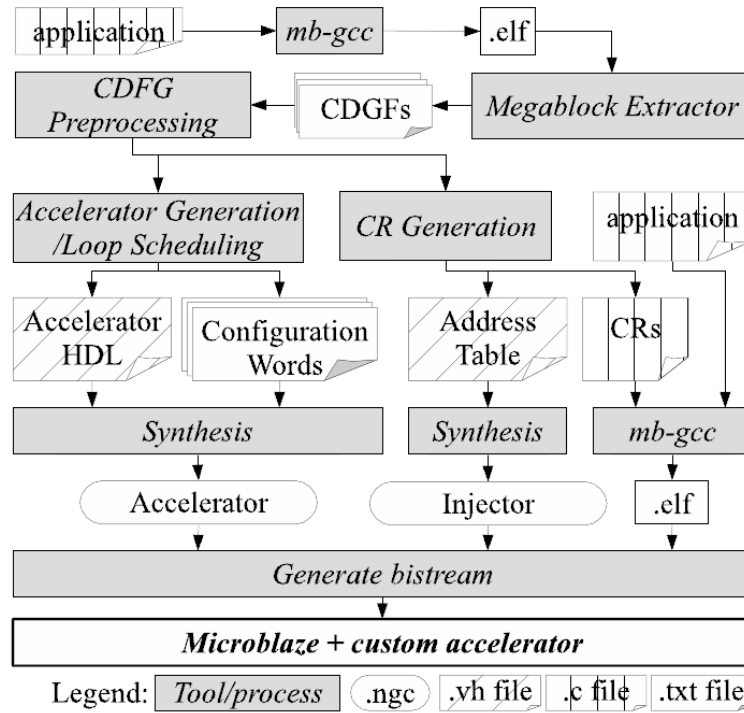 application
mb-gcc
.elf
CDFG
Preprocessing
CDGFs
Megablock Extractor
Accelerator Generation
/Loop Scheduling
CR Generation
application
Accelerator
HDL
Configuration
Words
Address
Table
CRs
Synthesis
Synthesis
mb-gcc
Accelerator
Injector
.elf
Generate bistream
Microblaze + custom accelerator
Legend: Tool/process .ngc .vh file .c file .txt file